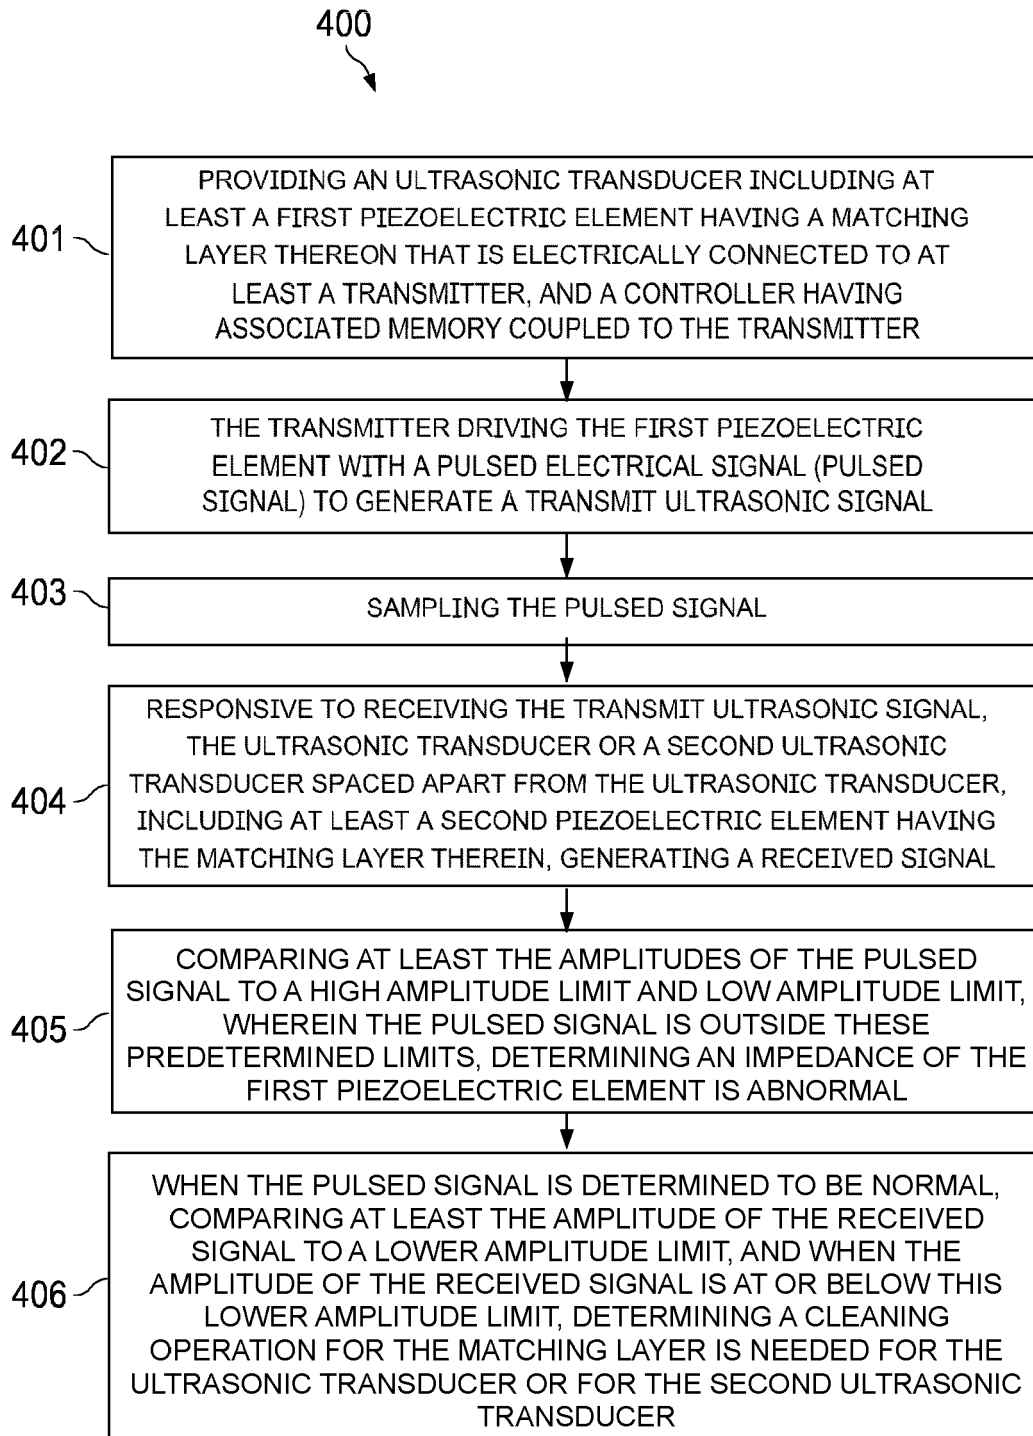 400
401
PROVIDING AN ULTRASONIC TRANSDUCER INCLUDING AT
LEAST A FIRST PIEZOELECTRIC ELEMENT HAVING A MATCHING
LAYER THEREON THAT IS ELECTRICALLY CONNECTED TO AT
LEAST A TRANSMITTER, AND A CONTROLLER HAVING
ASSOCIATED MEMORY COUPLED TO THE TRANSMITTER
402
THE TRANSMITTER DRIVING THE FIRST PIEZOELECTRIC
ELEMENT WITH A PULSED ELECTRICAL SIGNAL (PULSED
SIGNAL) TO GENERATE A TRANSMIT ULTRASONIC SIGNAL
403
SAMPLING THE PULSED SIGNAL
404
RESPONSIVE TO RECEIVING THE TRANSMIT ULTRASONIC SIGNAL,
THE ULTRASONIC TRANSDUCER OR A SECOND ULTRASONIC
TRANSDUCER SPACED APART FROM THE ULTRASONIC TRANSDUCER,
INCLUDING AT LEAST A SECOND PIEZOELECTRIC ELEMENT HAVING
THE MATCHING LAYER THEREIN, GENERATING A RECEIVED SIGNAL
405
COMPARING AT LEAST THE AMPLITUDES OF THE PULSED
SIGNAL TO A HIGH AMPLITUDE LIMIT AND LOW AMPLITUDE LIMIT,
WHEREIN THE PULSED SIGNAL IS OUTSIDE THESE
PREDETERMINED LIMITS, DETERMINING AN IMPEDANCE OF THE
FIRST PIEZOELECTRIC ELEMENT IS ABNORMAL
406
WHEN THE PULSED SIGNAL IS DETERMINED TO BE NORMAL,
COMPARING AT LEAST THE AMPLITUDE OF THE RECEIVED
SIGNAL TO A LOWER AMPLITUDE LIMIT, AND WHEN THE
AMPLITUDE OF THE RECEIVED SIGNAL IS AT OR BELOW THIS
LOWER AMPLITUDE LIMIT, DETERMINING A CLEANING
OPERATION FOR THE MATCHING LAYER IS NEEDED FOR THE
ULTRASONIC TRANSDUCER OR FOR THE SECOND ULTRASONIC
TRANSDUCER